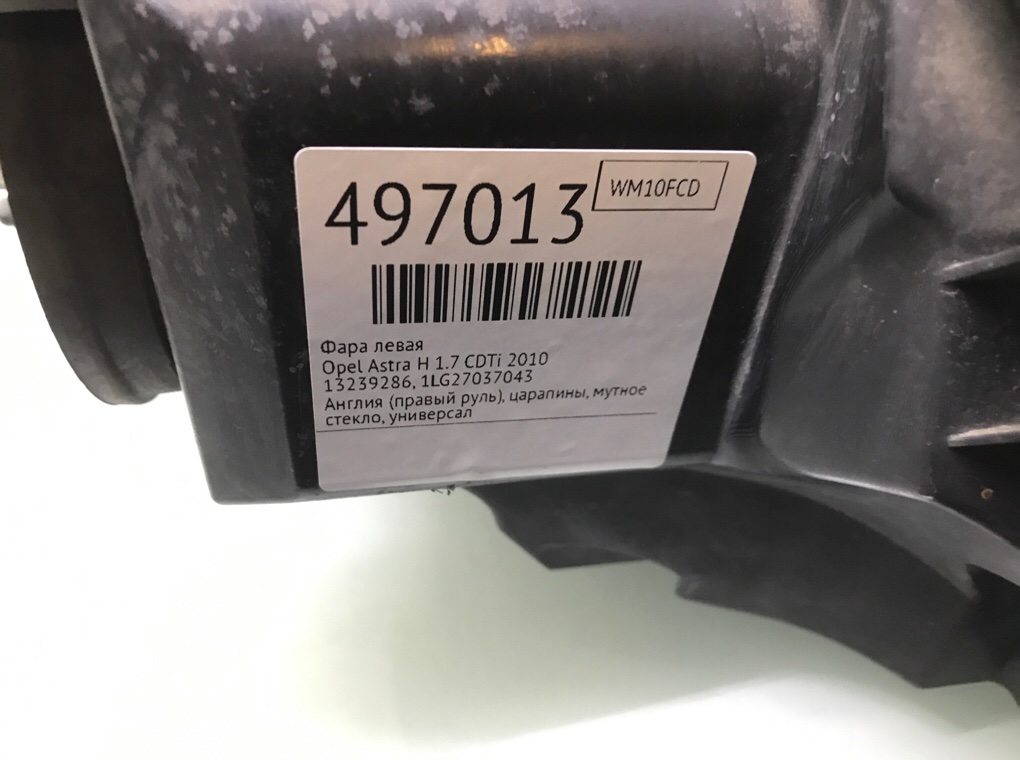 497013
WM10FCD
Фара левая
Opel Astra H 1.7 CDTi 2010
13239286, 1LG27037043
Англия (правый руль), царапины, мутное
стекло, универсал